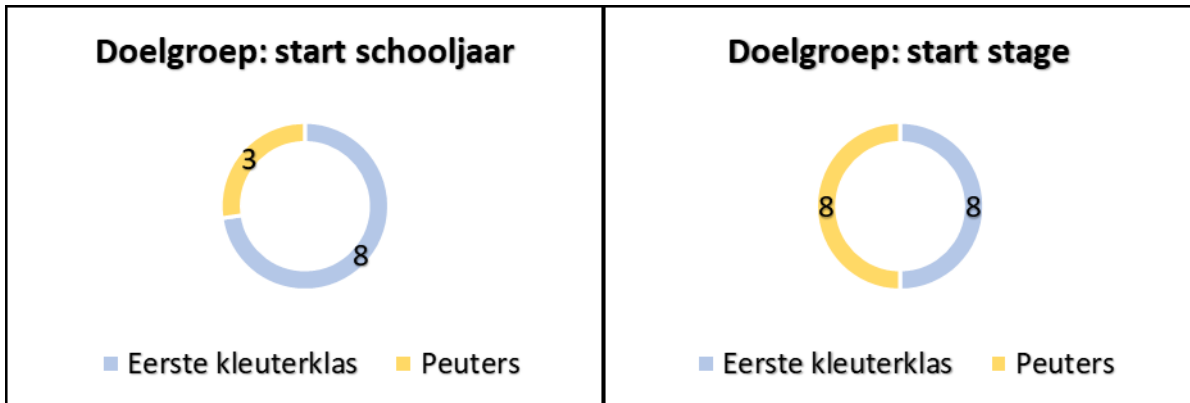 Doelgroep: start schooljaar
3
8
Eerste kleuterklas Peuters
Doelgroep: start stage
8 8
Eerste kleuterklas Peuters